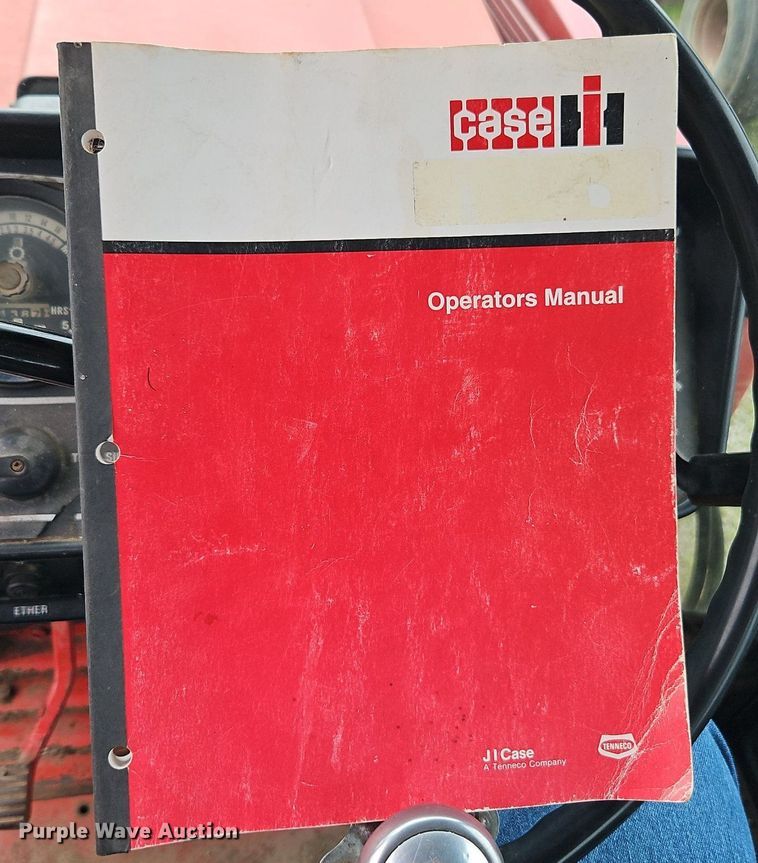 case IH
Operators Manual
HRS
ETHER
J I Case
A Tenneco Company
TENNECO
Purple Wave Auction